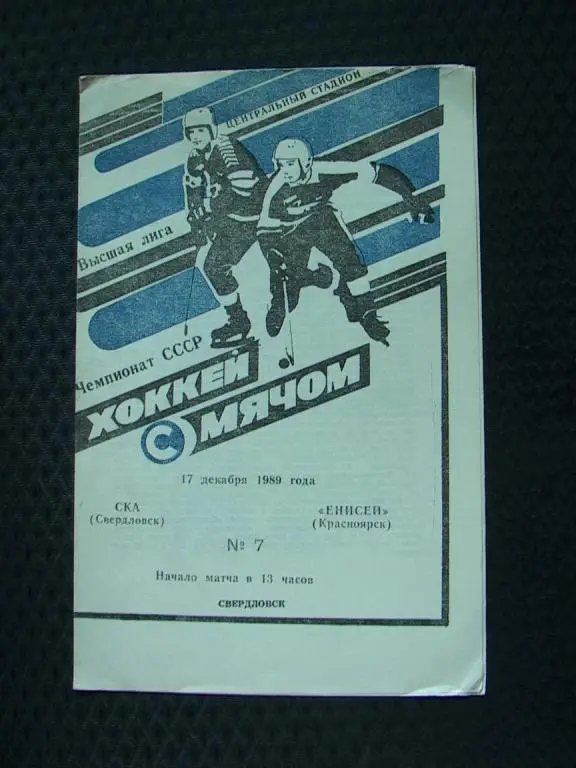 ЦЕНТРАЛЬНЫЙ СТАДИОН
Высшая лига
Чемпионат СССР
ХОККЕЙ
С МЯЧОМ
17 декабря 1989 года
СКА «ЕНИСЕЙ»
(Свердловск) (Красноярск)
№ 7
Начало матча в 13 часов
СВЕРДЛОВСК